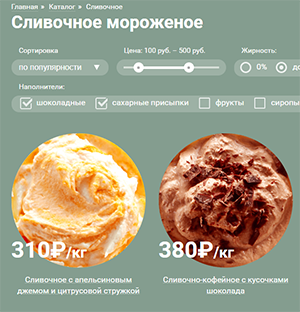 Главная » Каталог » Сливочное
Сливочное мороженое
Сортировка
Цена: 100 руб. – 500 руб.
Жирность:
по популярности
0%
до
Наполнители:
шоколадные
сахарные присыпки
фрукты
сиропы
310₽/кг
380₽/кг
Сливочное с апельсиновым
джемом и цитрусовой стружкой
Сливочно-кофейное с кусочками
шоколада